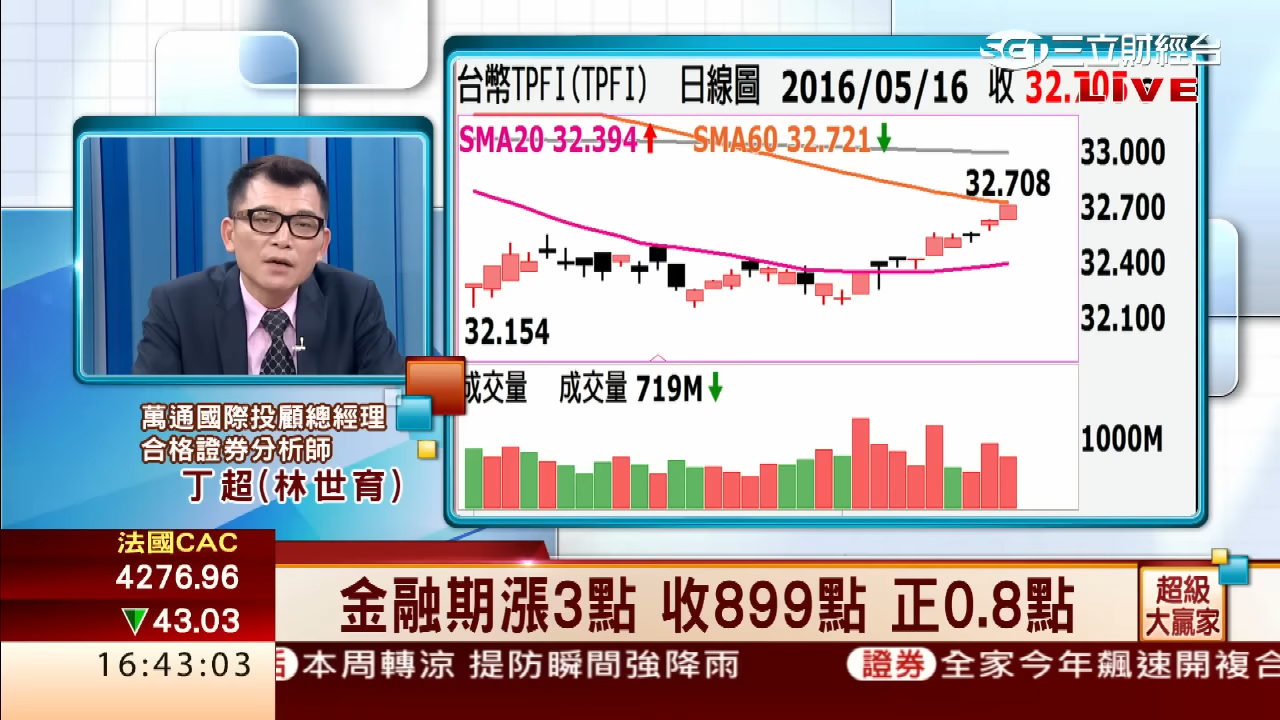 SET三立財經台
LIVE
台幣TPFI(TPFI) 日線圖 2016/05/16 收 32.705
SMA20 32.394 SMA60 32.721
33.000
32.708
32.700
32.400
32.100
32.154
成交量 成交量 719M
1000M
萬通國際投顧總經理
合格證券分析師
丁超(林世育)
法國CAC
4276.96
▼43.03
16:43:03
金融期漲3點 收899點 正0.8點
超級
大贏家
活 本周轉涼 提防瞬間強降雨 證券 全家今年飆速開複合